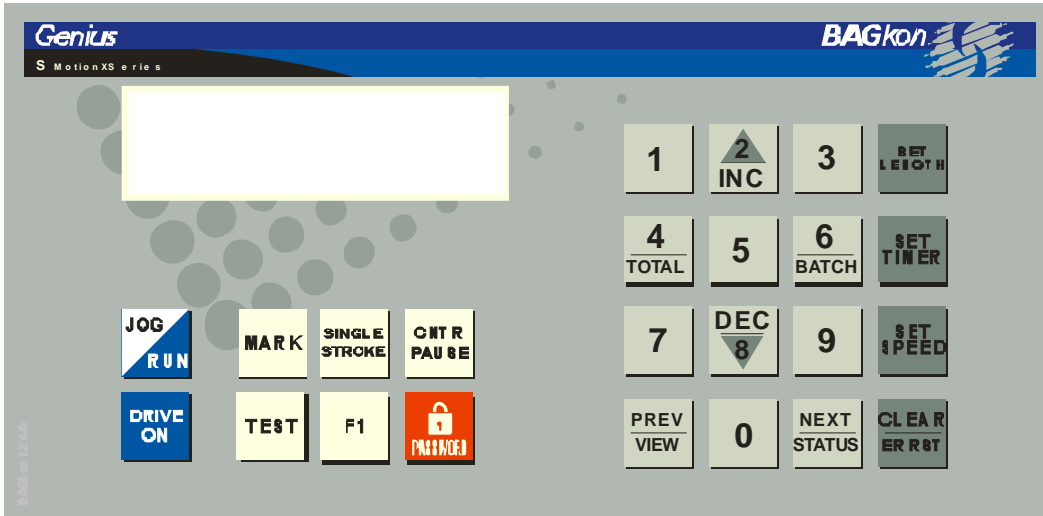 Genius
BAGkon
S MotionXSeries
1
2
INC
3
SET
LENGTH
4
TOTAL
5
6
BATCH
SET
TIMER
7
DEC
8
9
SET
SPEED
JOG
RUN
MARK
SINGLE
STROKE
CNTR
PAUSE
DRIVE
ON
TEST
F1
1
PASSWORD
PREV
VIEW
0
NEXT
STATUS
CLEAR
ERRST